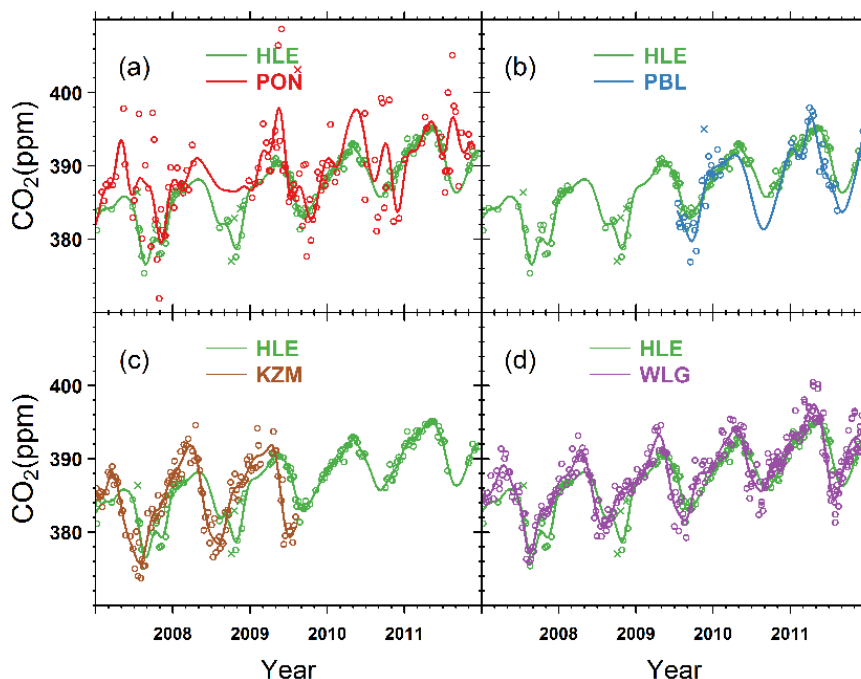 (a) HLE
PON
(b) HLE
PBL
CO2(ppm)
400
390
380
(c) HLE
KZM
(d) HLE
WLG
CO2(ppm)
400
390
380
2008 2009 2010 2011
2008 2009 2010 2011
Year
Year